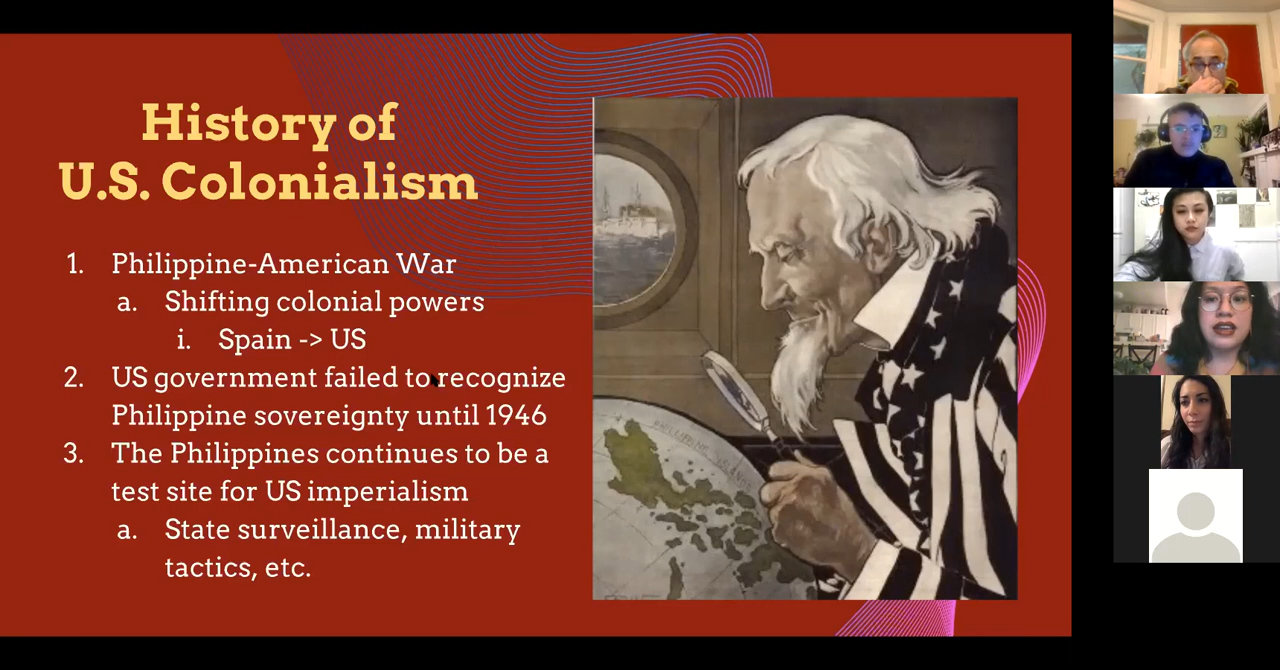 History of
U.S. Colonialism
1. Philippine-American War
a. Shifting colonial powers
i. Spain -> US
2. US government failed to recognize
Philippine sovereignty until 1946
3. The Philippines continues to be a
test site for US imperialism
a. State surveillance, military
tactics, etc.